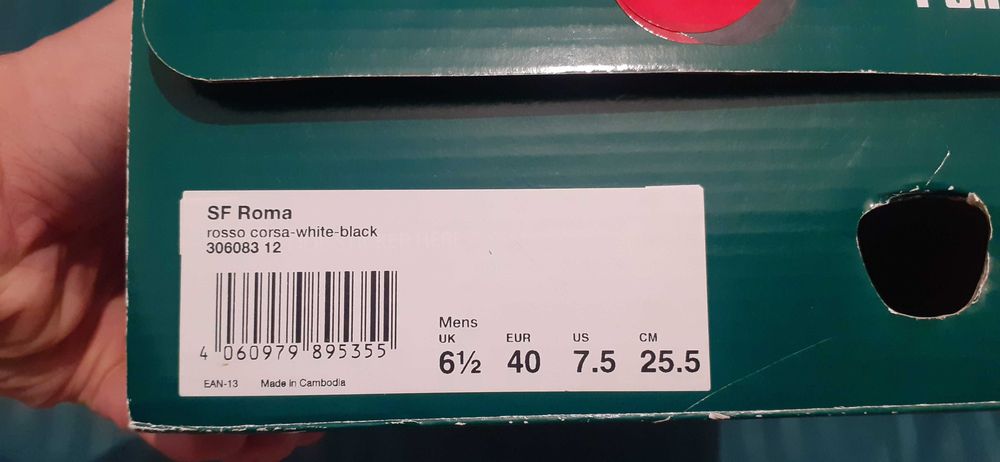 SF Roma
rosso corsa-white-black
306083 12
4 060979 895355
EAN-13 Made in Cambodia
Mens
UK EUR US CM
6½ 40 7.5 25.5